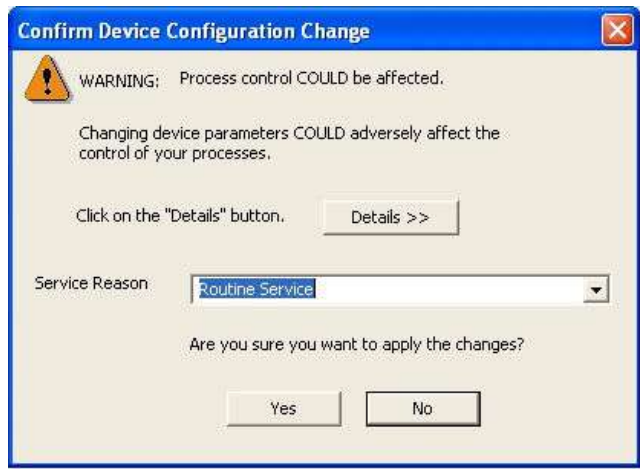 Confirm Device Configuration Change
WARNING: Process control COULD be affected.
Changing device parameters COULD adversely affect the
control of your processes.
Click on the "Details" button. Details >>
Service Reason Routine Service
Are you sure you want to apply the changes?
Yes No